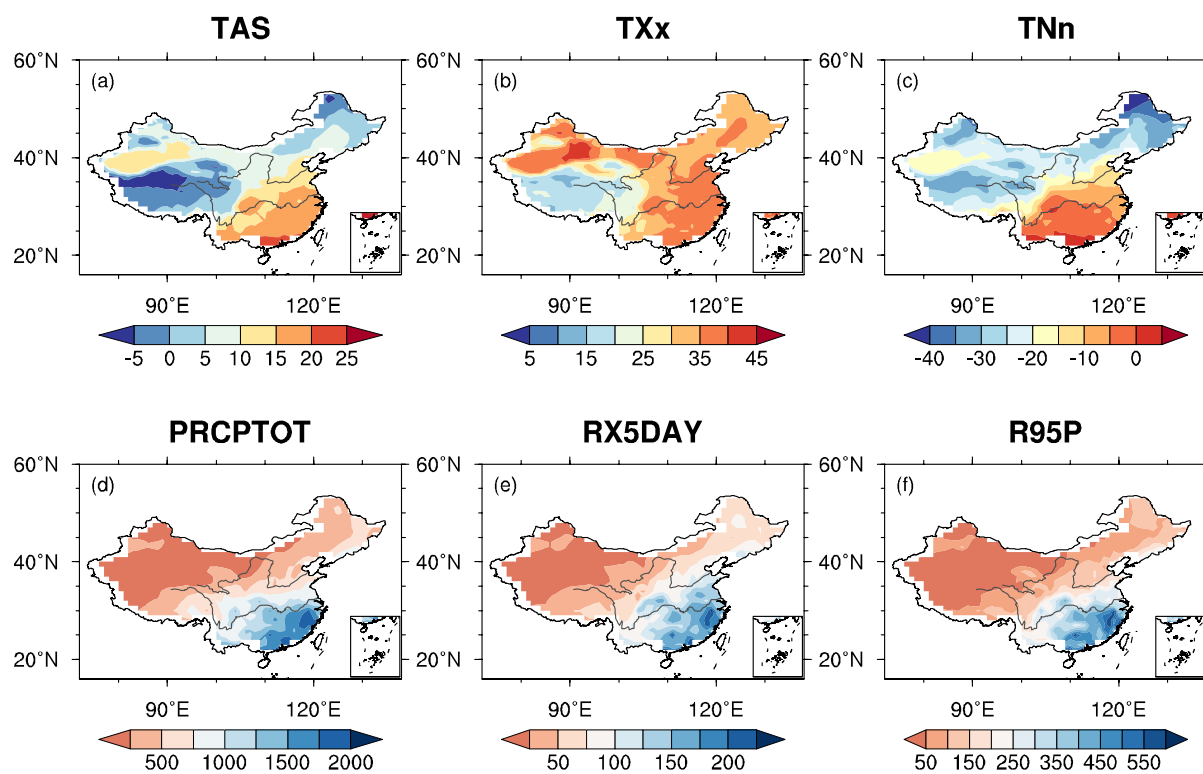 TAS TXx TNn
60°N 60°N 60°N
(a) (b) (c)
40°N 40°N 40°N
20°N 20°N 20°N
90°E 120°E 90°E 120°E 90°E 120°E
-5 0 5 10 15 20 25 5 15 25 35 45 -40 -30 -20 -10 0
PRCPTOT RX5DAY R95P
60°N 60°N 60°N
(d) (e) (f)
40°N 40°N 40°N
20°N 20°N 20°N
90°E 120°E 90°E 120°E 90°E 120°E
500 1000 1500 2000 50 100 150 200 50 150 250 350 450 550